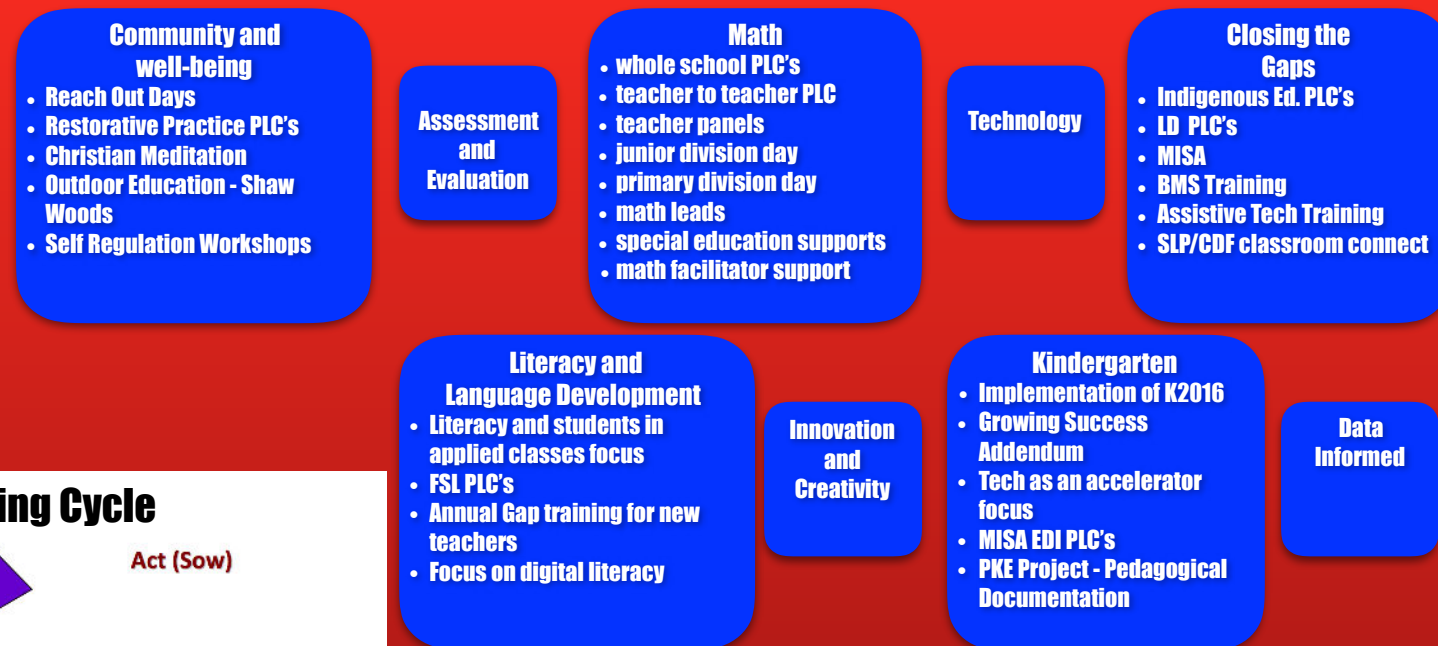 Community and
well-being
• Reach Out Days
• Restorative Practice PLC's
• Christian Meditation
• Outdoor Education - Shaw
Woods
• Self Regulation Workshops
Assessment
and
Evaluation
Math
• whole school PLC's
• teacher to teacher PLC
• teacher panels
• junior division day
• primary division day
• math leads
• special education supports
• math facilitator support
Technology
Closing the
Gaps
• Indigenous Ed. PLC's
• LD PLC's
• MISA
• BMS Training
• Assistive Tech Training
• SLP/CDF classroom connect
Literacy and
Language Development
• Literacy and students in
applied classes focus
• FSL PLC's
• Annual Gap training for new
teachers
• Focus on digital literacy
Innovation
and
Creativity
Kindergarten
• Implementation of K2016
• Growing Success
Addendum
• Tech as an accelerator
focus
• MISA EDI PLC's
• PKE Project - Pedagogical
Documentation
Data
Informed
ing Cycle
Act (Sow)